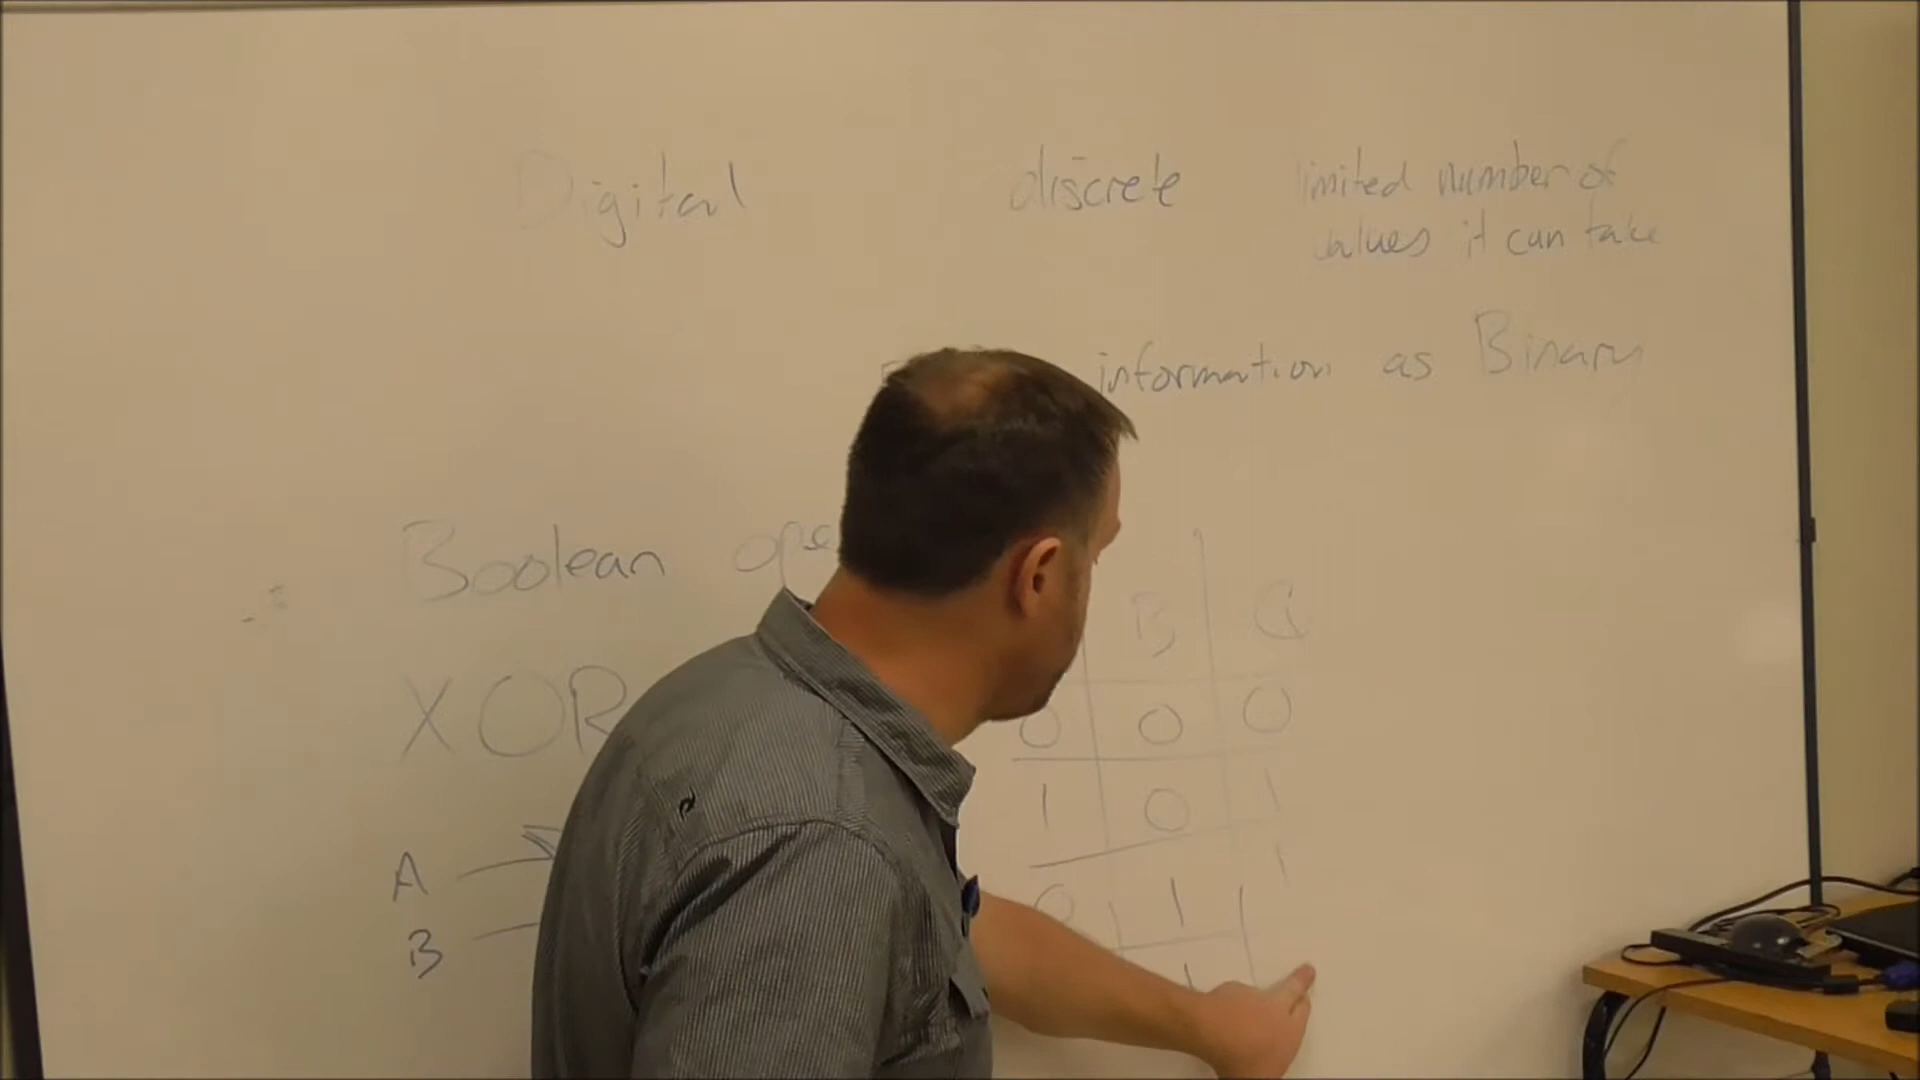 Digital discrete limited number of
values it can take
information as Binary
Boolean ope
XOR
B Q
0 0 0
1 0 1
0 1 1
1
A
B